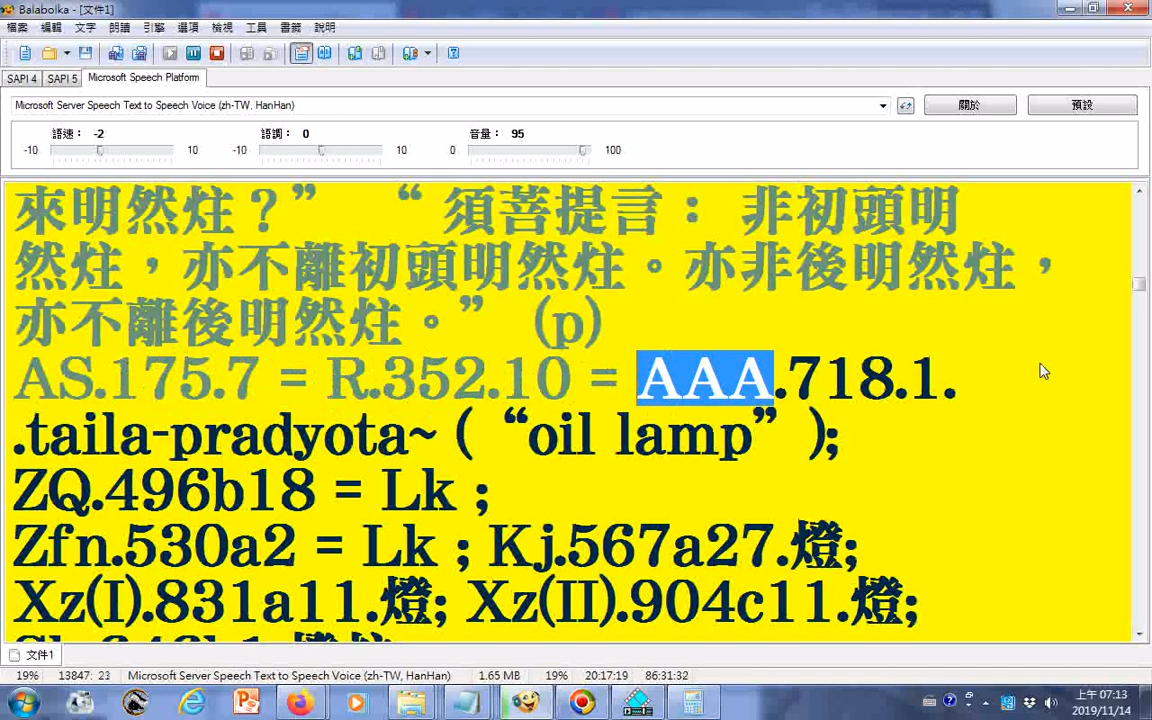 Balabolka - [文件1]
檔案 編輯 文字 朗讀 引擎 選項 檢視 工具 書籤 說明
SAPI 4 SAPI 5 Microsoft Speech Platform
Microsoft Server Speech Text to Speech Voice (zh-TW, HanHan) 關於 預設
語速： -2 語調： 0 音量： 95
-10 10 -10 10 0 100
來明然炷？” “ 須菩提言： 非初頭明
然炷，亦不離初頭明然炷。亦非後明然炷，
亦不離後明然炷。” (p)
AS.175.7 = R.352.10 = AAA.718.1.
.taila-pradyota~ (“oil lamp”);
ZQ.496b18 = Lk ;
Zfn.530a2 = Lk ; Kj.567a27.燈;
Xz(I).831a11.燈; Xz(II).904c11.燈;
文件1
19% 13847: 23 Microsoft Server Speech Text to Speech Voice (zh-TW, HanHan) 1.65 MB 19% 20:17:19 86:31:32
上午 07:13
2019/11/14